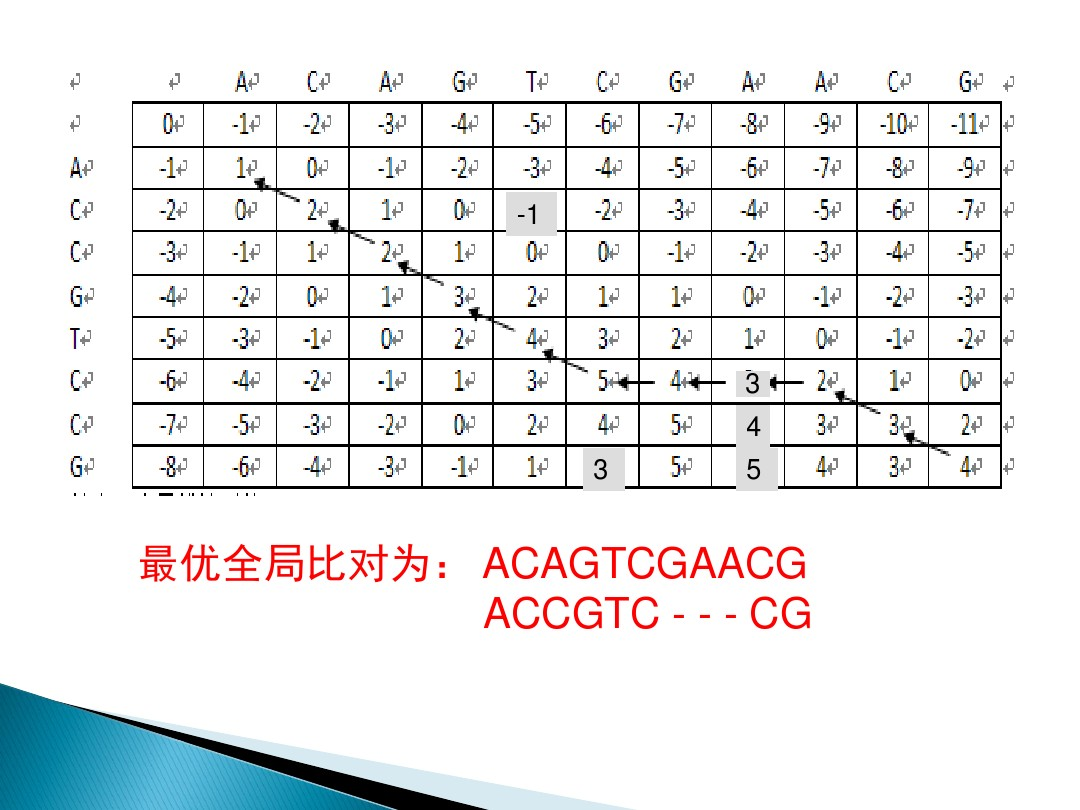 A C A G T C G A A C G
0 -1 -2 -3 -4 -5 -6 -7 -8 -9 -10 -11
A -1 1 0 -1 -2 -3 -4 -5 -6 -7 -8 -9
C -2 0 2 1 0 -1 -2 -3 -4 -5 -6 -7
C -3 -1 1 2 1 0 0 -1 -2 -3 -4 -5
G -4 -2 0 1 3 2 1 1 0 -1 -2 -3
T -5 -3 -1 0 2 4 3 2 1 0 -1 -2
C -6 -4 -2 -1 1 3 5 4 3 2 1 0
C -7 -5 -3 -2 0 2 4 5 4 3 3 2
G -8 -6 -4 -3 -1 1 3 5 5 4 3 4
最优全局比对为： ACAGTCGAACG
ACCGTC - - - CG